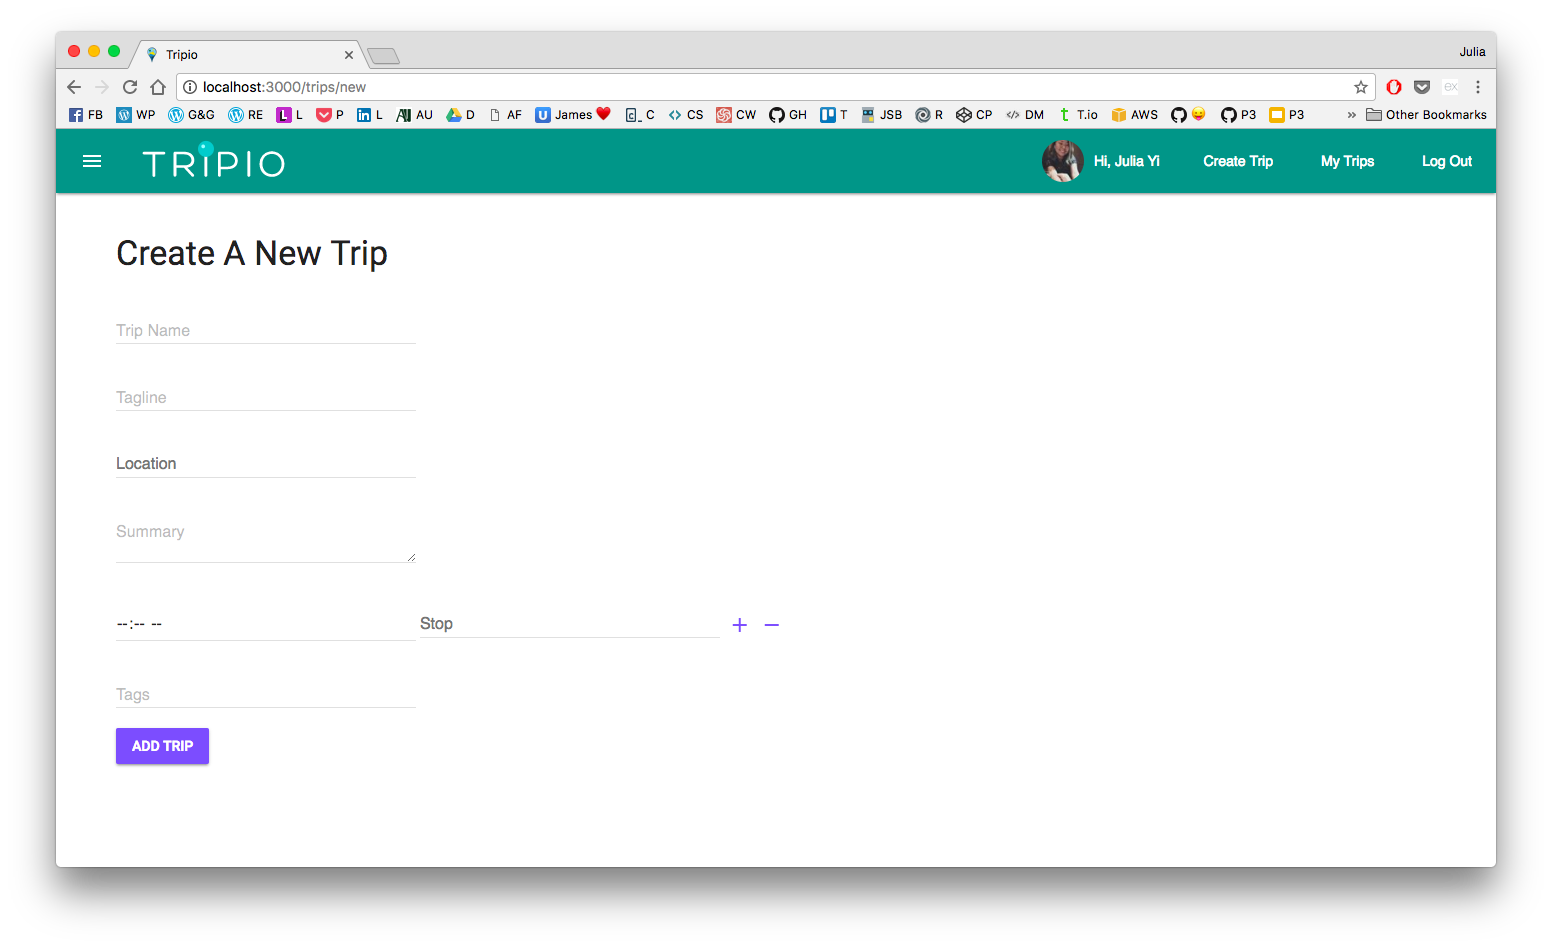 Tripio
Julia
localhost:3000/trips/new
FB WP G&G RE L P L AU D AF James C CS CW GH T JSB R CP DM T.io AWS P3 P3 » Other Bookmarks
TRIPIO Hi, Julia Yi Create Trip My Trips Log Out
Create A New Trip
Trip Name
Tagline
Location
Summary
--:-- -- Stop + −
Tags
ADD TRIP